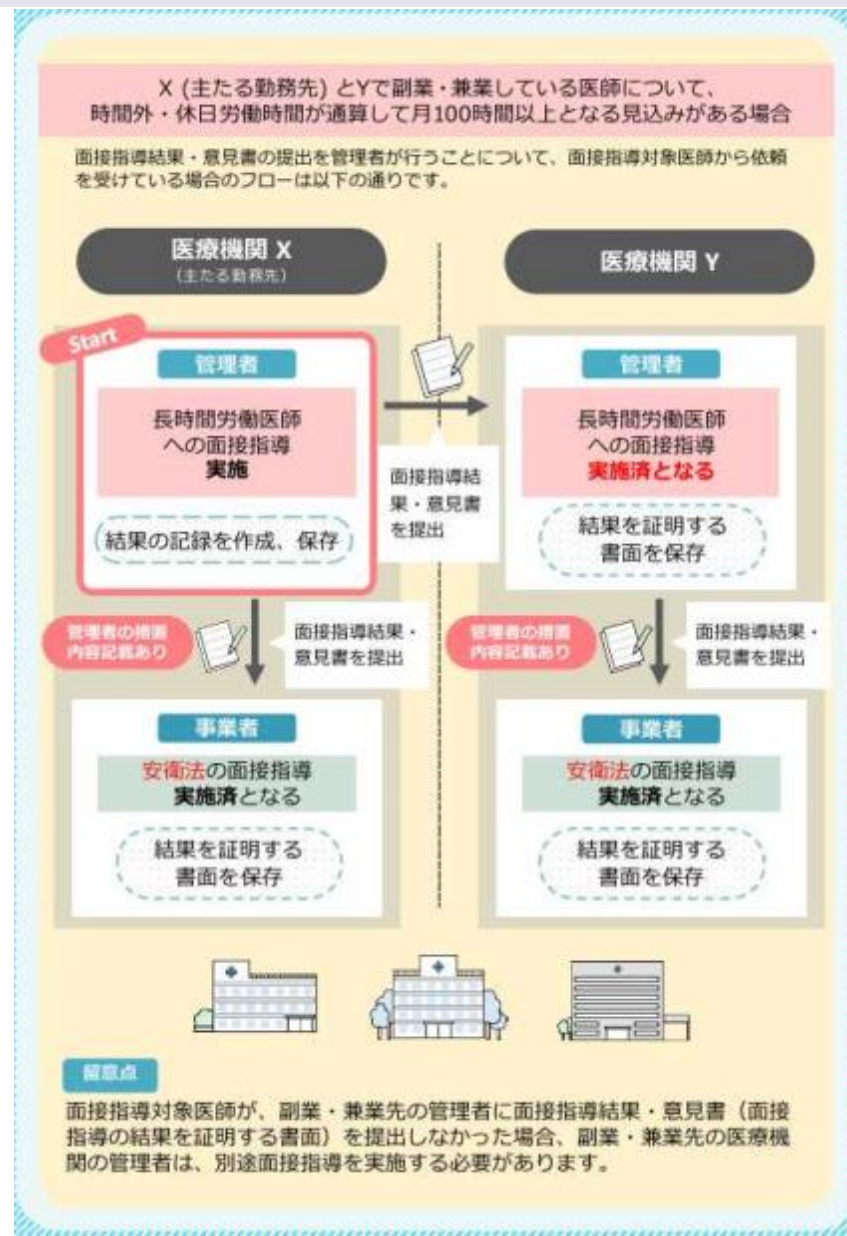 X (主たる勤務先) とYで副業・兼業している医師について、
時間外・休日労働時間が通算して月100時間以上となる見込みがある場合
面接指導結果・意見書の提出を管理者が行うことについて、面接指導対象医師から依頼
を受けている場合のフローは以下の通りです。
医療機関 X
(主たる勤務先)
医療機関 Y
Start
管理者
長時間労働医師
への面接指導
実施
結果の記録を作成、保存
面接指導結
果・意見書
を提出
管理者
長時間労働医師
への面接指導
実施済となる
結果を証明する
書面を保存
管理者の措置
内容記載あり
面接指導結果・
意見書を提出
管理者の措置
内容記載あり
面接指導結果・
意見書を提出
事業者
安衛法の面接指導
実施済となる
結果を証明する
書面を保存
事業者
安衛法の面接指導
実施済となる
結果を証明する
書面を保存
留意点
面接指導対象医師が、副業・兼業先の管理者に面接指導結果・意見書（面接
指導の結果を証明する書面）を提出しなかった場合、副業・兼業先の医療機
関の管理者は、別途面接指導を実施する必要があります。